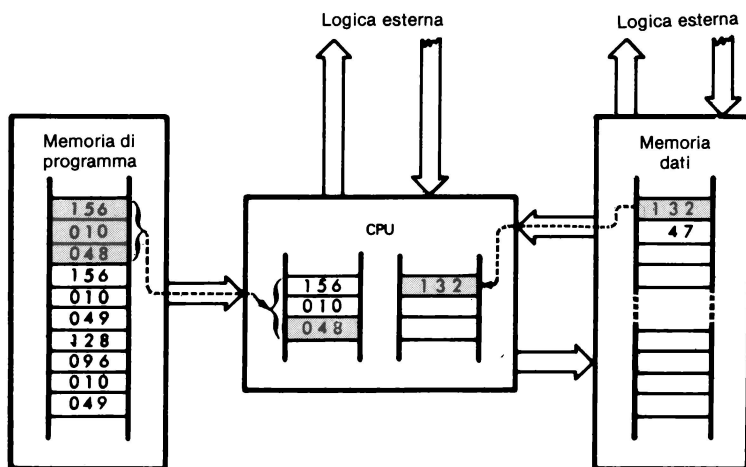 Logica esterna
Logica esterna
Memoria di
programma
156
010
048
156
010
049
128
096
010
049
CPU
156
010
048
132
Memoria
dati
132
47